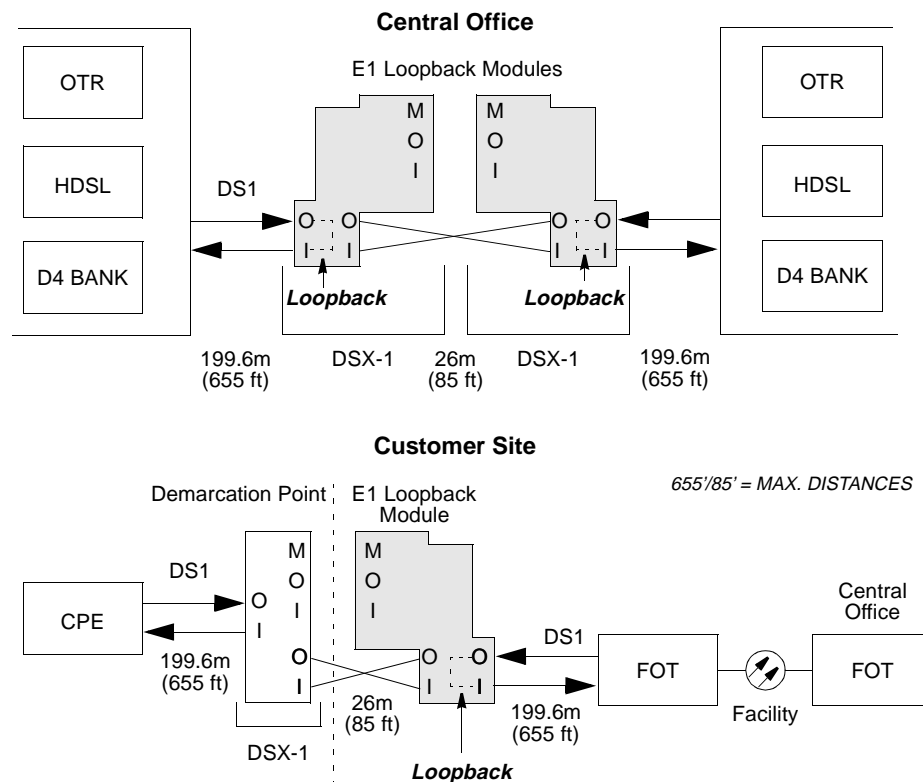 Central Office
E1 Loopback Modules
OTR
HDSL
D4 BANK
DS1
M
O
I
M
O
I
O O
I I
O O
I I
OTR
HDSL
D4 BANK
Loopback
Loopback
199.6m
(655 ft)
DSX-1
26m
(85 ft)
DSX-1
199.6m
(655 ft)
Customer Site
655'/85' = MAX. DISTANCES
Demarcation Point
E1 Loopback
Module
CPE
DS1
199.6m
(655 ft)
O
I
M
O
I
O
I
DSX-1
26m
(85 ft)
M
O
I
O O
I I
Loopback
DS1
199.6m
(655 ft)
FOT
Facility
Central
Office
FOT